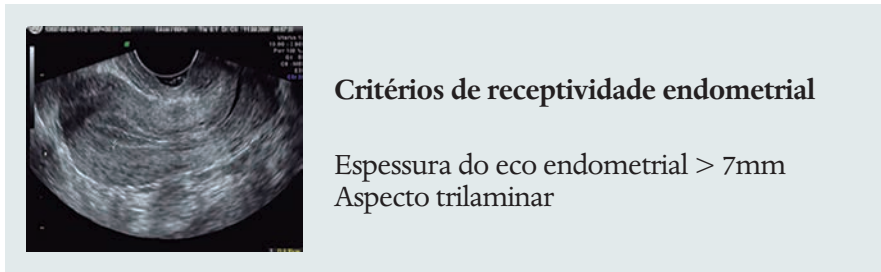 Critérios de receptividade endometrial
Espessura do eco endometrial > 7mm
Aspecto trilaminar